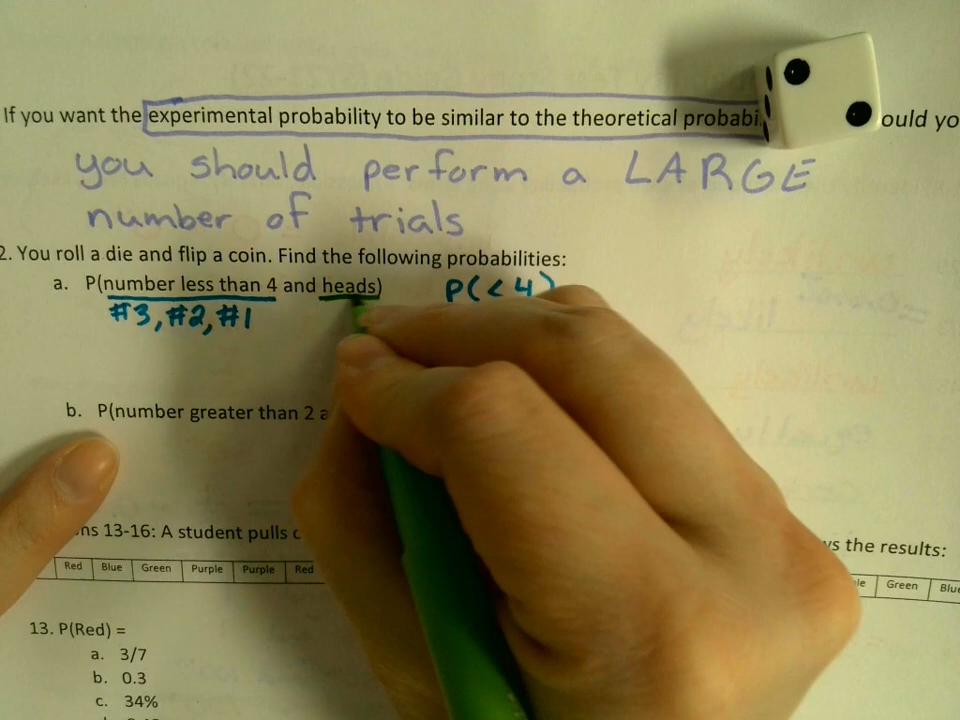 If you want the experimental probability to be similar to the theoretical ould yo
you should perform a LARGE
number of trials
2. You roll a die and flip a coin. Find the following probabilities:
a. P(number less than 4 and heads) P(<4)
#3, #2, #1
b. P(number greater than 2
13-16: A student pulls the results:
Red Blue Green Purple Purple Red Green Blue
13. P(Red) =
a. 3/7
b. 0.3
c. 34%